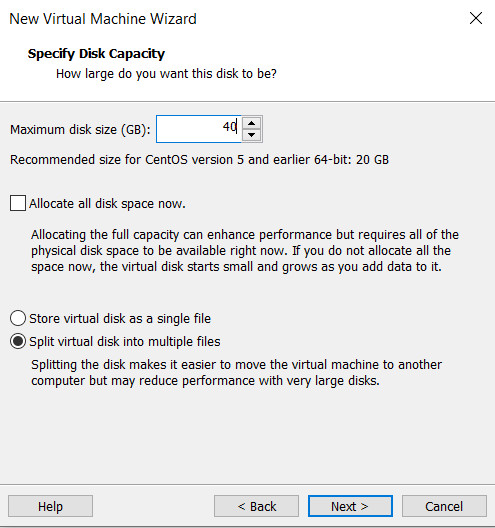 New Virtual Machine Wizard
Specify Disk Capacity
How large do you want this disk to be?
Maximum disk size (GB): 40
Recommended size for CentOS version 5 and earlier 64-bit: 20 GB
Allocate all disk space now.
Allocating the full capacity can enhance performance but requires all of the
physical disk space to be available right now. If you do not allocate all the
space now, the virtual disk starts small and grows as you add data to it.
Store virtual disk as a single file
Split virtual disk into multiple files
Splitting the disk makes it easier to move the virtual machine to another
computer but may reduce performance with very large disks.
Help < Back Next > Cancel